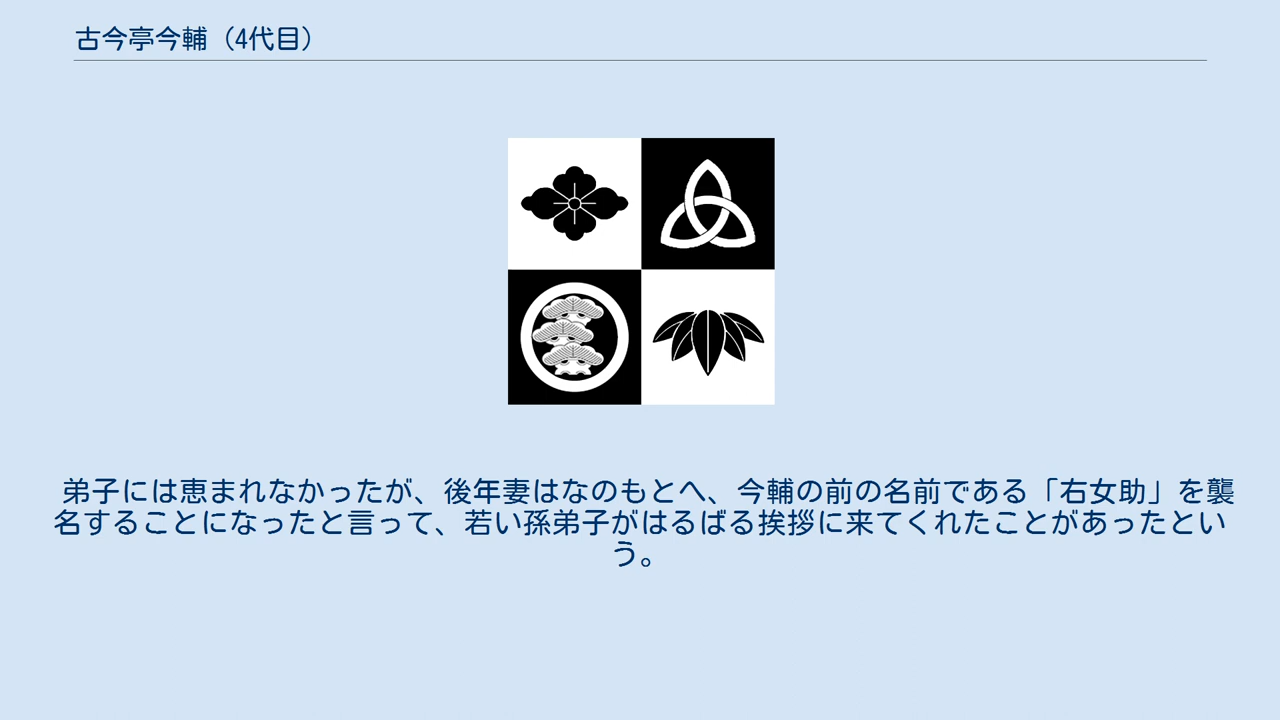 古今亭今輔（4代目）
弟子には恵まれなかったが、後年妻はなのもとへ、今輔の前の名前である「右女助」を襲
名することになったと言って、若い孫弟子がはるばる挨拶に来てくれたことがあったとい
う。